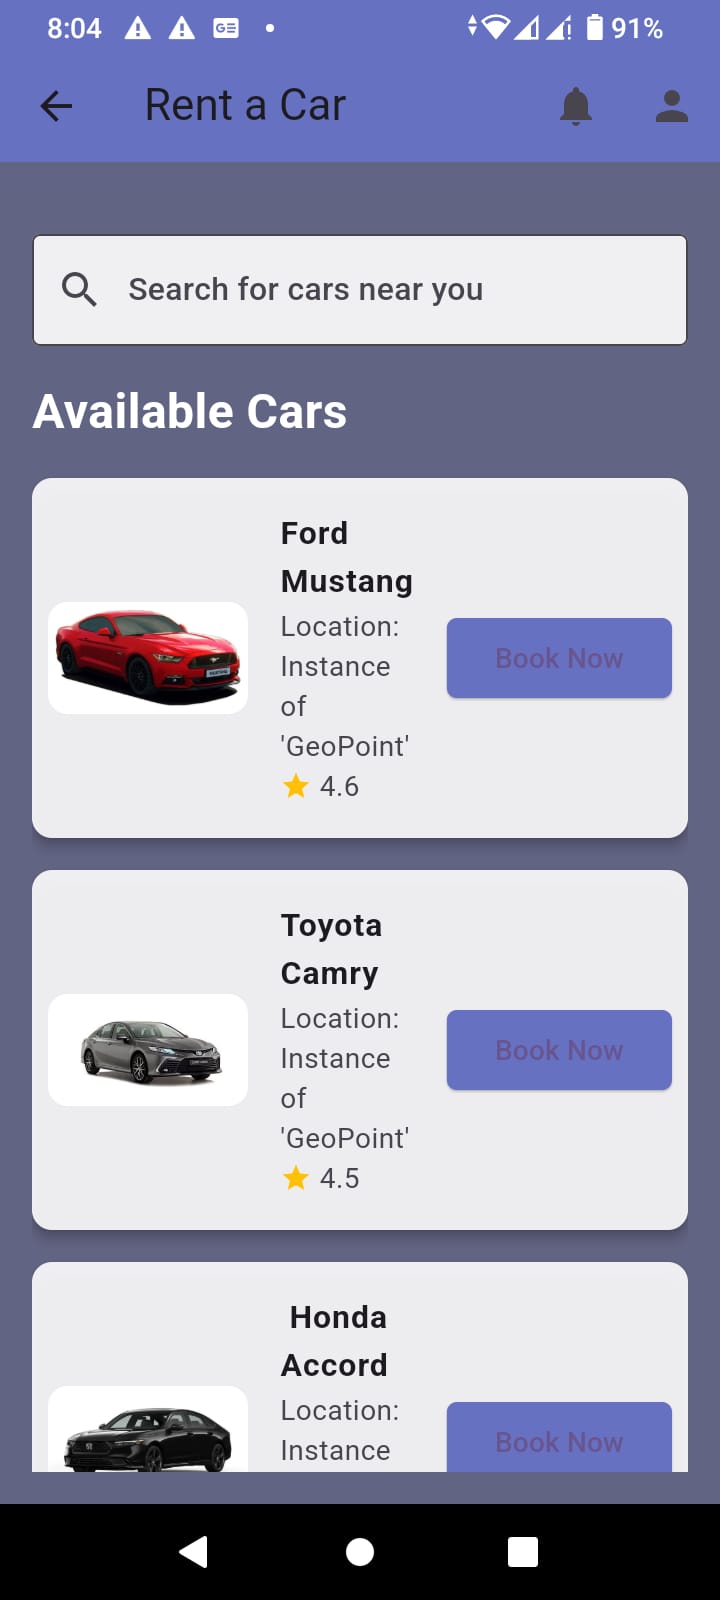 8:04
91%
Rent a Car
Search for cars near you
Available Cars
Ford
Mustang
Location:
Instance
of
'GeoPoint'
4.6
Book Now
Toyota
Camry
Location:
Instance
of
'GeoPoint'
4.5
Book Now
Honda
Accord
Location:
Instance
Book Now